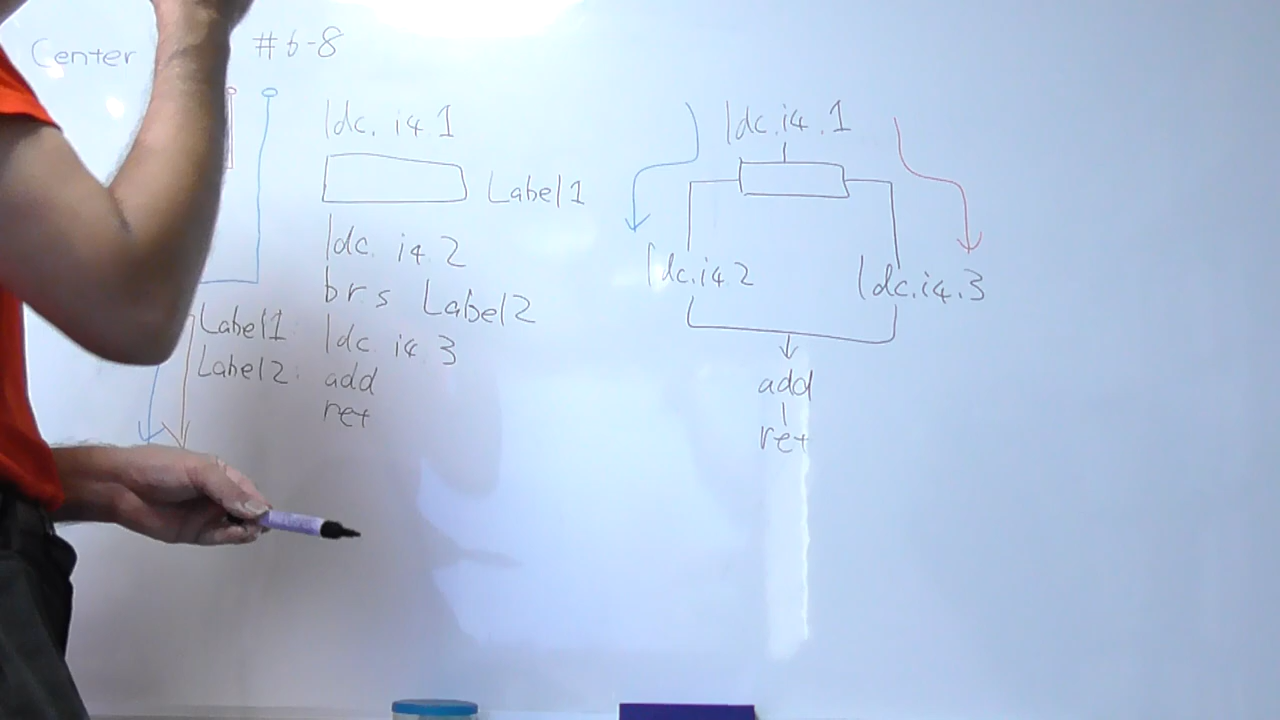 Center #6-8
ldc. i4 1
Label1
ldc i4 2
br s Label2
Label1: ldc i4 3
Label2: add
ret
ldc.i4.1
ldc.i4.2
ldc.i4.3
add
ret